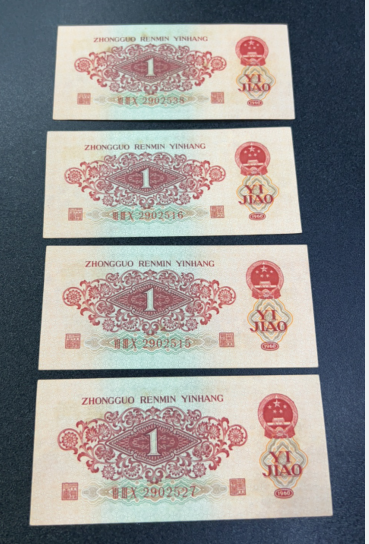 ZHONGGUO RENMIN YINHANG
1
YI
JIAO
X 2902538
1960
ZHONGGUO RENMIN YINHANG
1
YI
JIAO
X 2902516
1960
ZHONGGUO RENMIN YINHANG
1
YI
JIAO
X 2902515
1960
ZHONGGUO RENMIN YINHANG
1
YI
JIAO
X 2902527
1960